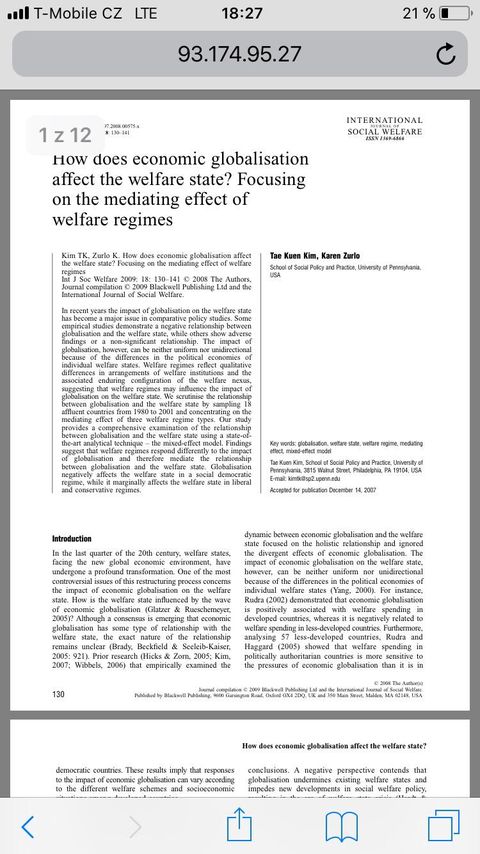 T-Mobile CZ LTE 18:27 21 %
93.174.95.27
1 z 12
97.2008.00575.x
8: 130–141
INTERNATIONAL
JOURNAL OF
SOCIAL WELFARE
ISSN 1369-6866
How does economic globalisation
affect the welfare state? Focusing
on the mediating effect of
welfare regimes
Kim TK, Zurlo K. How does economic globalisation affect
the welfare state? Focusing on the mediating effect of welfare
regimes
Int J Soc Welfare 2009: 18: 130–141 © 2008 The Authors,
Journal compilation © 2009 Blackwell Publishing Ltd and the
International Journal of Social Welfare.
In recent years the impact of globalisation on the welfare state
has become a major issue in comparative policy studies. Some
empirical studies demonstrate a negative relationship between
globalisation and the welfare state, while others show adverse
findings or a non-significant relationship. The impact of
globalisation, however, can be neither uniform nor unidirectional
because of the differences in the political economies of
individual welfare states. Welfare regimes reflect qualitative
differences in arrangements of welfare institutions and the
associated enduring configuration of the welfare nexus,
suggesting that welfare regimes may influence the impact of
globalisation on the welfare state. We scrutinise the relationship
between globalisation and the welfare state by sampling 18
affluent countries from 1980 to 2001 and concentrating on the
mediating effect of three welfare regime types. Our study
provides a comprehensive examination of the relationship
between globalisation and the welfare state using a state-of-
the-art analytical technique – the mixed-effect model. Findings
suggest that welfare regimes respond differently to the impact
of globalisation and therefore mediate the relationship
between globalisation and the welfare state. Globalisation
negatively affects the welfare state in a social democratic
regime, while it marginally affects the welfare state in liberal
and conservative regimes.
Tae Kuen Kim, Karen Zurlo
School of Social Policy and Practice, University of Pennsylvania,
USA
Key words: globalisation, welfare state, welfare regime, mediating
effect, mixed-effect model
Tae Kuen Kim, School of Social Policy and Practice, University of
Pennsylvania, 3815 Walnut Street, Philadelphia, PA 19104, USA
E-mail: kimtk@sp2.upenn.edu
Accepted for publication December 14, 2007
Introduction
In the last quarter of the 20th century, welfare states,
facing the new global economic environment, have
undergone a profound transformation. One of the most
controversial issues of this restructuring process concerns
the impact of economic globalisation on the welfare
state. How is the welfare state influenced by the wave
of economic globalisation (Glatzer & Rueschemeyer,
2005)? Although a consensus is emerging that economic
globalisation has some type of relationship with the
welfare state, the exact nature of the relationship
remains unclear (Brady, Beckfield & Seeleib-Kaiser,
2005: 921). Prior research (Hicks & Zorn, 2005; Kim,
2007; Wibbels, 2006) that empirically examined the
dynamic between economic globalisation and the welfare
state focused on the holistic relationship and ignored
the divergent effects of economic globalisation. The
impact of economic globalisation on the welfare state,
however, can be neither uniform nor unidirectional
because of the differences in the political economies of
individual welfare states (Yang, 2000). For instance,
Rudra (2002) demonstrated that economic globalisation
is positively associated with welfare spending in
developed countries, whereas it is negatively related to
welfare spending in less-developed countries. Furthermore,
analysing 57 less-developed countries, Rudra and
Haggard (2005) showed that welfare spending in
politically authoritarian countries is more sensitive to
the pressures of economic globalisation than it is in
© 2008 The Author(s)
Journal compilation © 2009 Blackwell Publishing Ltd and the International Journal of Social Welfare.
130 Published by Blackwell Publishing, 9600 Garsington Road, Oxford OX4 2DQ, UK and 350 Main Street, Malden, MA 02148, USA
How does economic globalisation affect the welfare state?
democratic countries. These results imply that responses
to the impact of economic globalisation can vary according
to the different welfare schemes and socioeconomic
conclusions. A negative perspective contends that
globalisation undermines existing welfare states and
impedes new developments in social welfare policy,